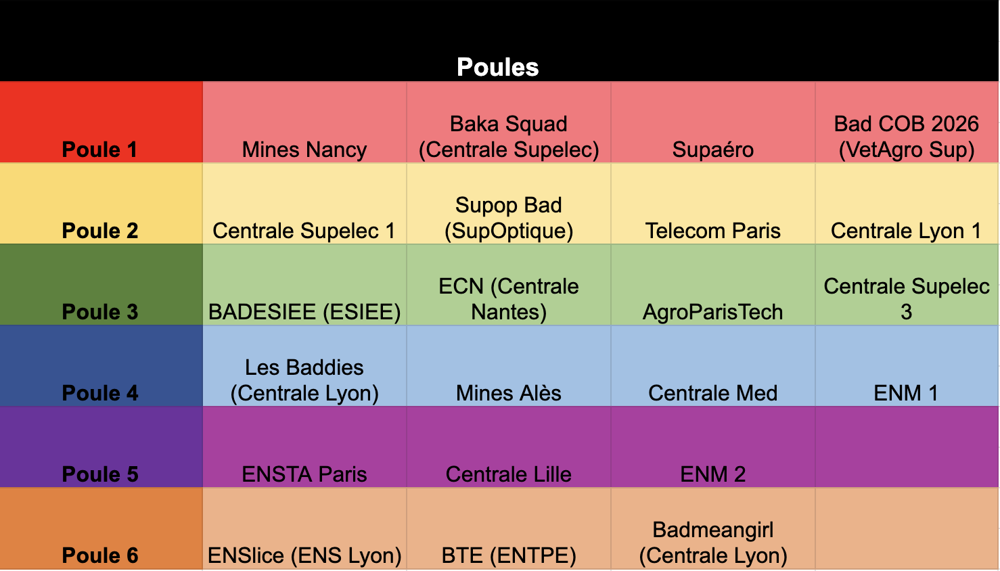 Poules
Poule 1
Mines Nancy
Baka Squad
(Centrale Supelec)
Supaéro
Bad COB 2026
(VetAgro Sup)
Poule 2
Centrale Supelec 1
Supop Bad
(SupOptique)
Telecom Paris
Centrale Lyon 1
Poule 3
BADESIEE (ESIEE)
ECN (Centrale
Nantes)
AgroParisTech
Centrale Supelec
3
Poule 4
Les Baddies
(Centrale Lyon)
Mines Alès
Centrale Med
ENM 1
Poule 5
ENSTA Paris
Centrale Lille
ENM 2
Poule 6
ENSlice (ENS Lyon)
BTE (ENTPE)
Badmeangirl
(Centrale Lyon)